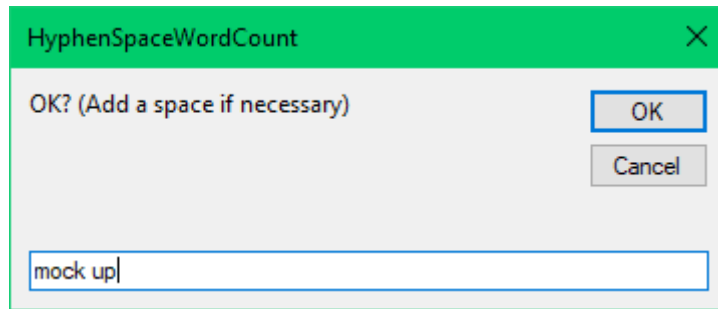 HyphenSpaceWordCount
OK? (Add a space if necessary)
OK
Cancel
mock up